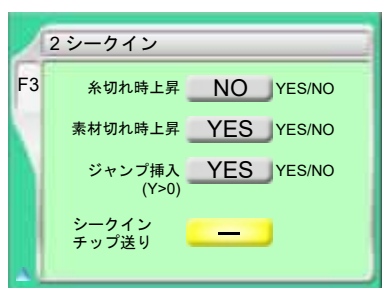 2 シークイン
F3
糸切れ時上昇 NO YES/NO
素材切れ時上昇 YES YES/NO
ジャンプ挿入 YES YES/NO
(Y>0)
シークイン
チップ送り —